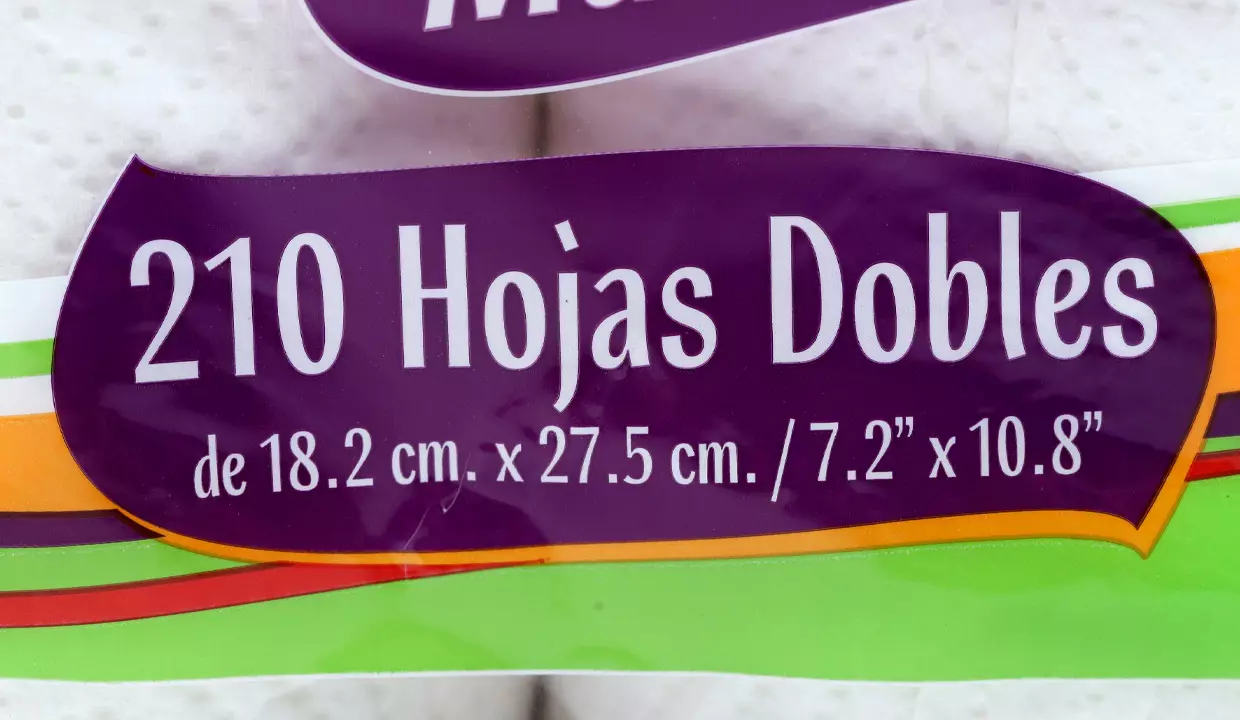 210 Hojas Dobles
de 18.2 cm. x 27.5 cm. / 7.2” x 10.8”